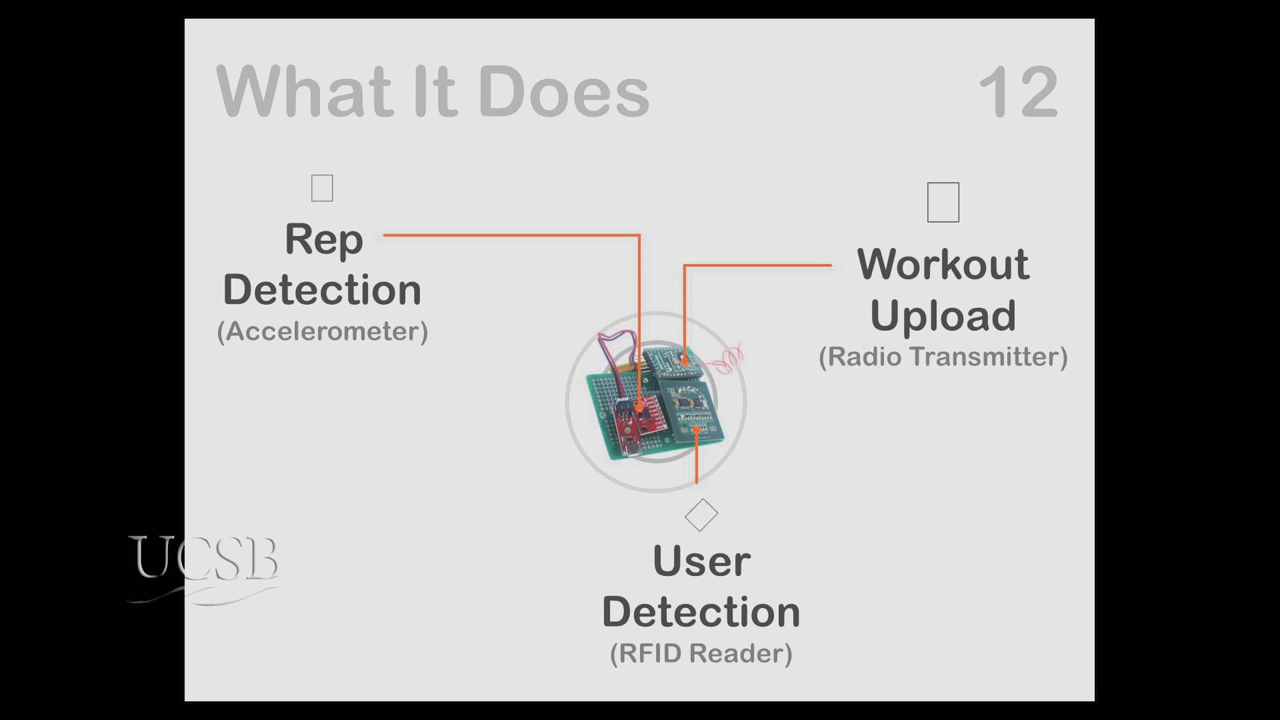 What It Does
12
Rep
Detection
(Accelerometer)
Workout
Upload
(Radio Transmitter)
UCSB
User
Detection
(RFID Reader)